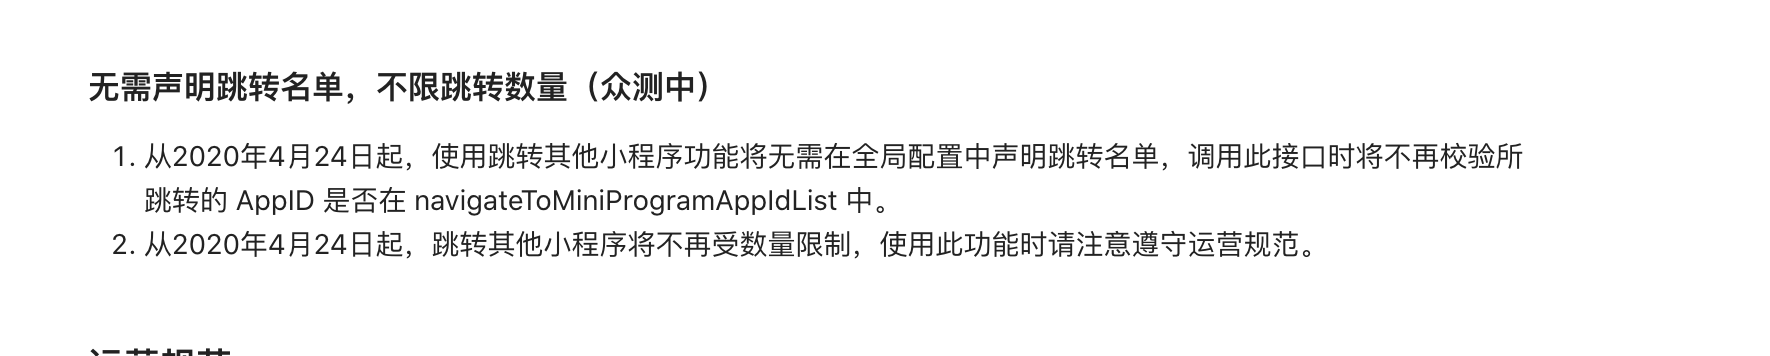 无需声明跳转名单，不限跳转数量（众测中）
1. 从2020年4月24日起，使用跳转其他小程序功能将无需在全局配置中声明跳转名单，调用此接口时将不再校验所
跳转的 AppID 是否在 navigateToMiniProgramAppIdList 中。
2. 从2020年4月24日起，跳转其他小程序将不再受数量限制，使用此功能时请注意遵守运营规范。